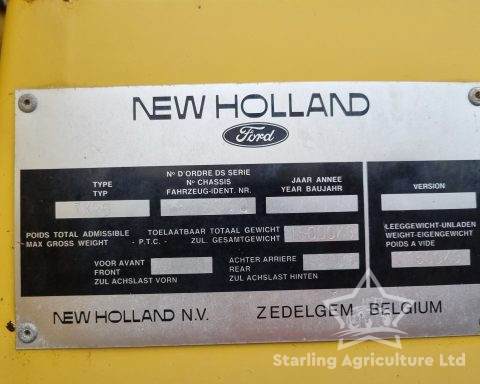 NEW HOLLAND
Ford
TYPE
TYP
Nº D'ORDRE DS SERIE
Nº CHASSIS
FAHRZEUG-IDENT. NR.
JAAR ANNEE
YEAR BAUJAHR
VERSION
POIDS TOTAL ADMISSIBLE
MAX GROSS WEIGHT
- P.T.C. -
TOELAATBAAR TOTAAL GEWICHT
ZUL. GESAMTGEWICHT
LEEGGEWICHT-UNLADEN
WEIGHT-EIGENGEWICHT
POIDS A VIDE
VOOR AVANT
FRONT
ZUL ACHSLAST VORN
ACHTER ARRIERE
REAR
ZUL ACHSLAST HINTEN
NEW HOLLAND N.V.
ZEDELGEM BELGIUM
Starling Agriculture Ltd